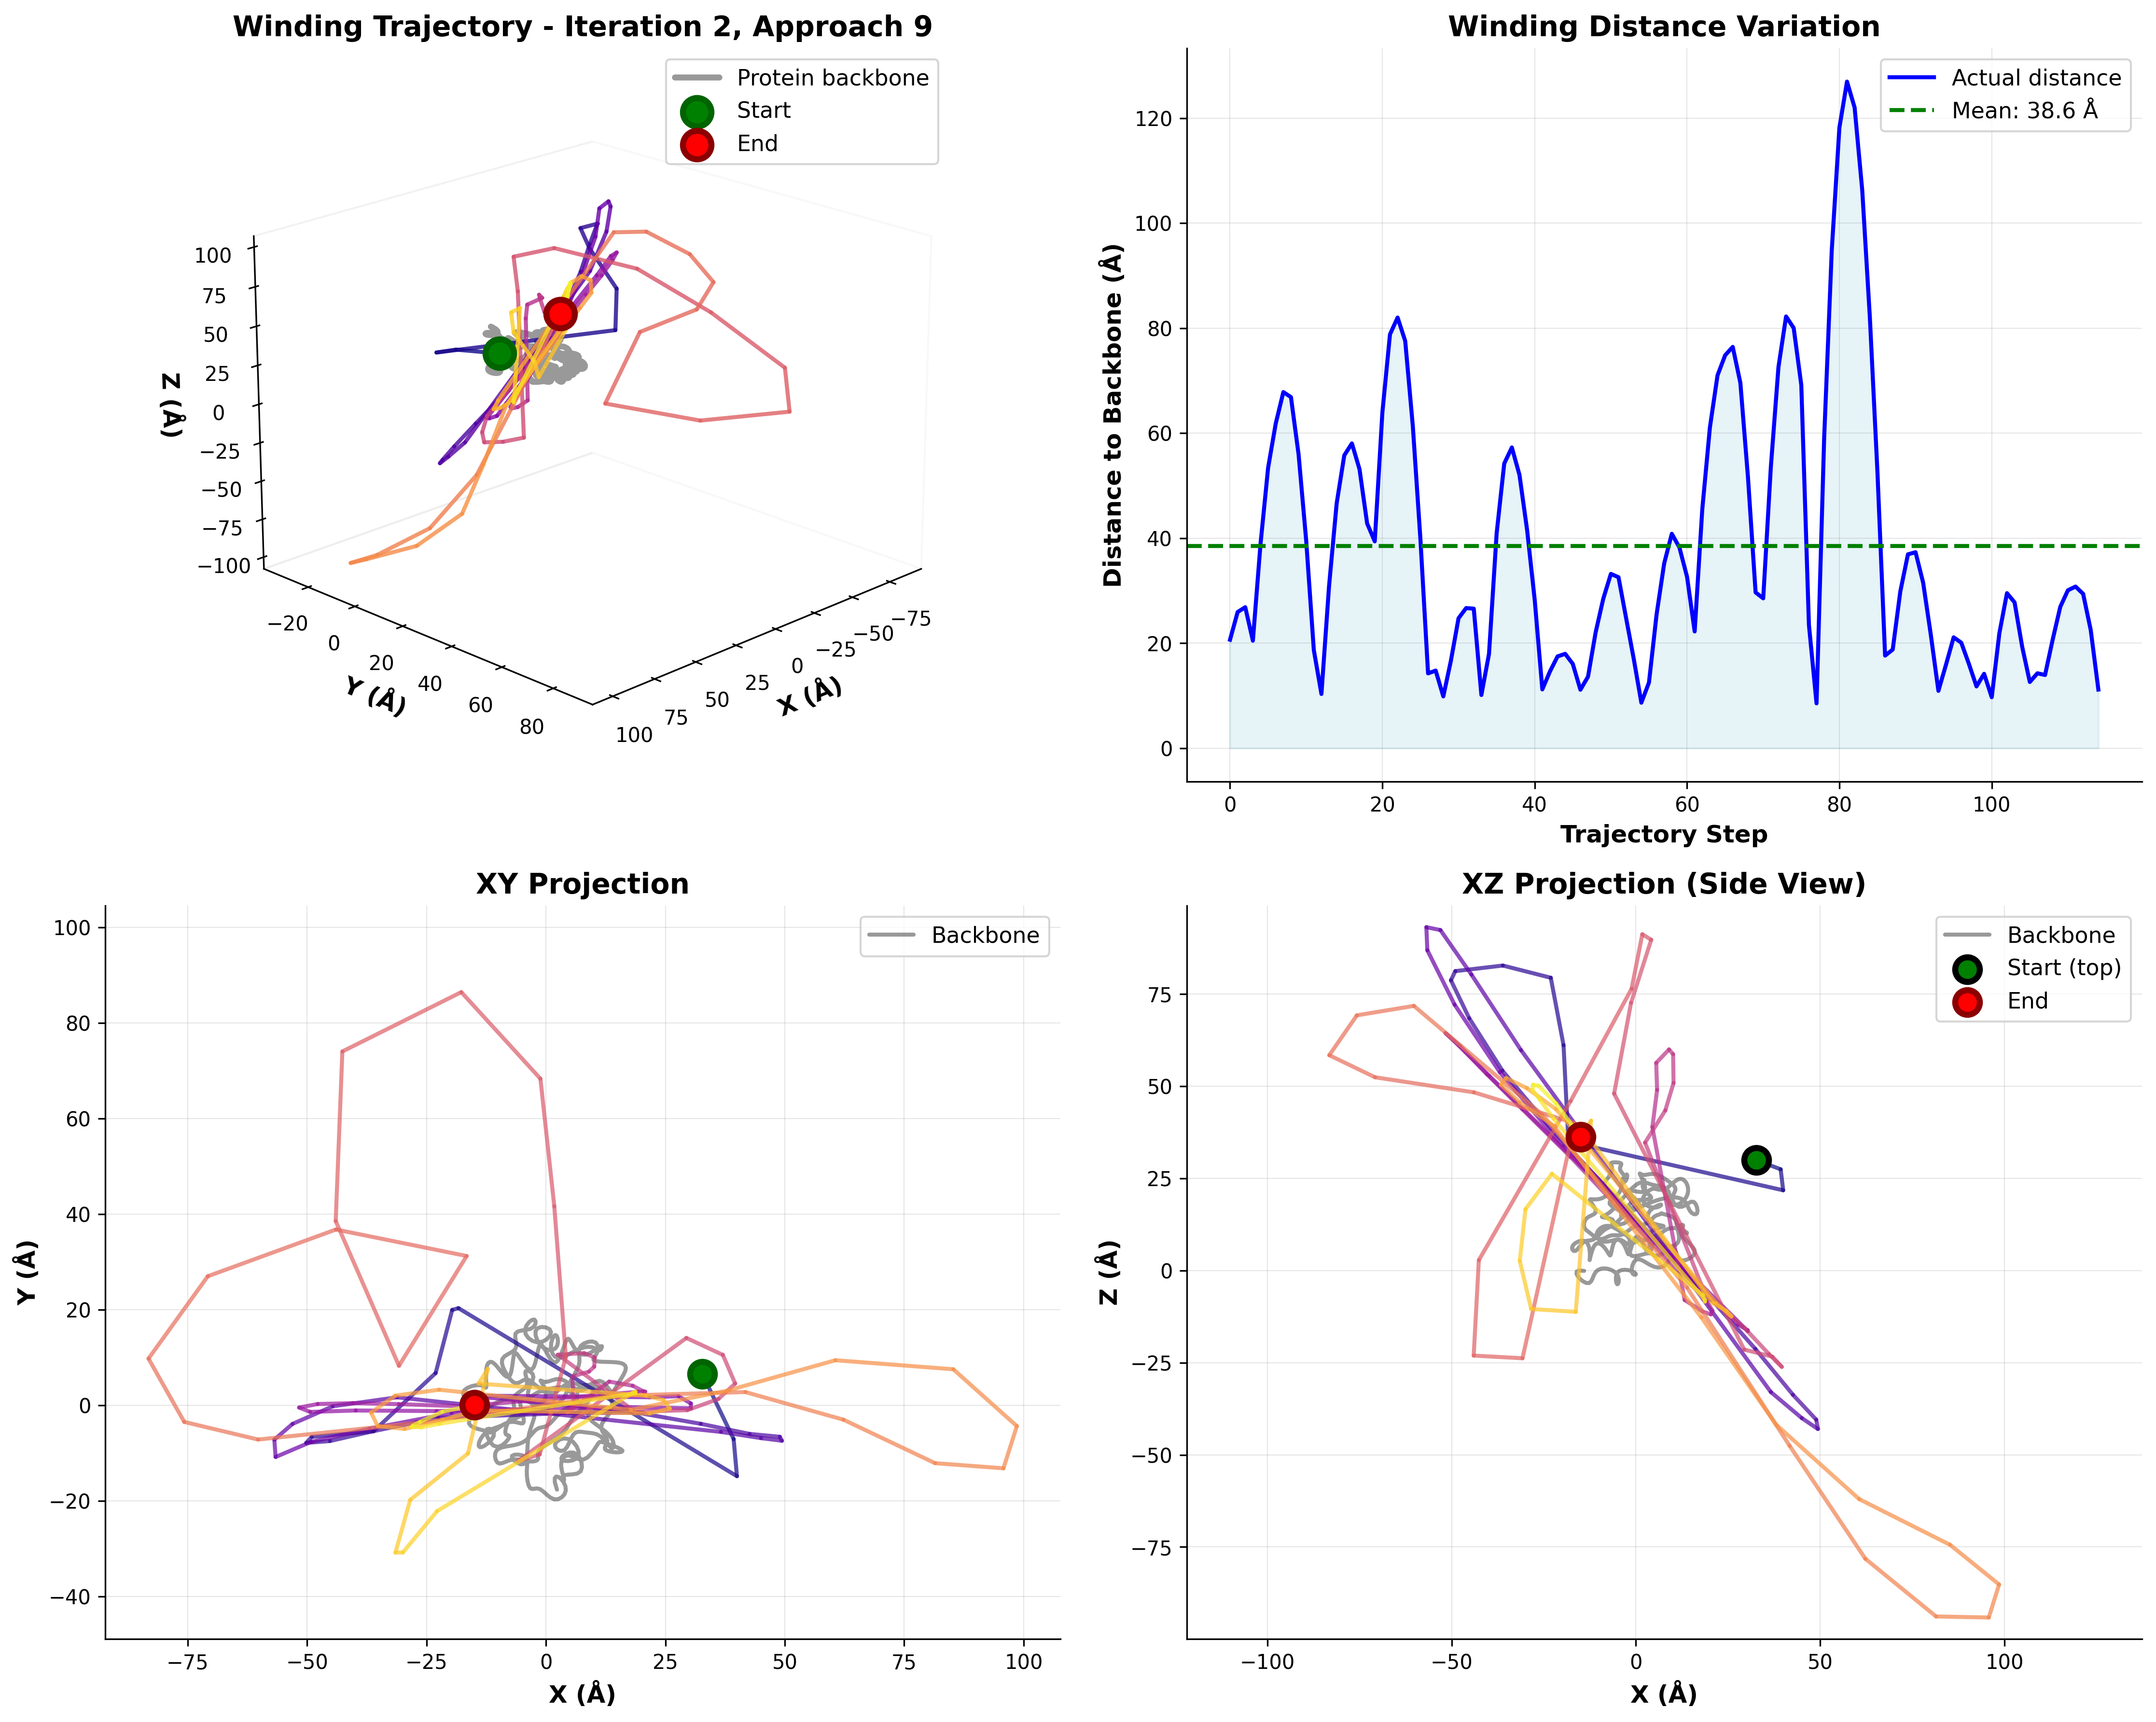 Winding Trajectory - Iteration 2, Approach 9
Protein backbone
Start
End
100
75
50
25
0
−25
−50
−75
−100
Z (Å)
−20
0
20
40
60
80
Y (Å)
100
75
50
25
0
−25
−50
−75
X (Å)
Winding Distance Variation
Actual distance
Mean: 38.6 Å
120
100
80
60
40
20
0
Distance to Backbone (Å)
0
20
40
60
80
100
Trajectory Step
XY Projection
Backbone
100
80
60
40
20
0
−20
−40
Y (Å)
−75
−50
−25
0
25
50
75
100
X (Å)
XZ Projection (Side View)
Backbone
Start (top)
End
75
50
25
0
−25
−50
−75
Z (Å)
−100
−50
0
50
100
X (Å)